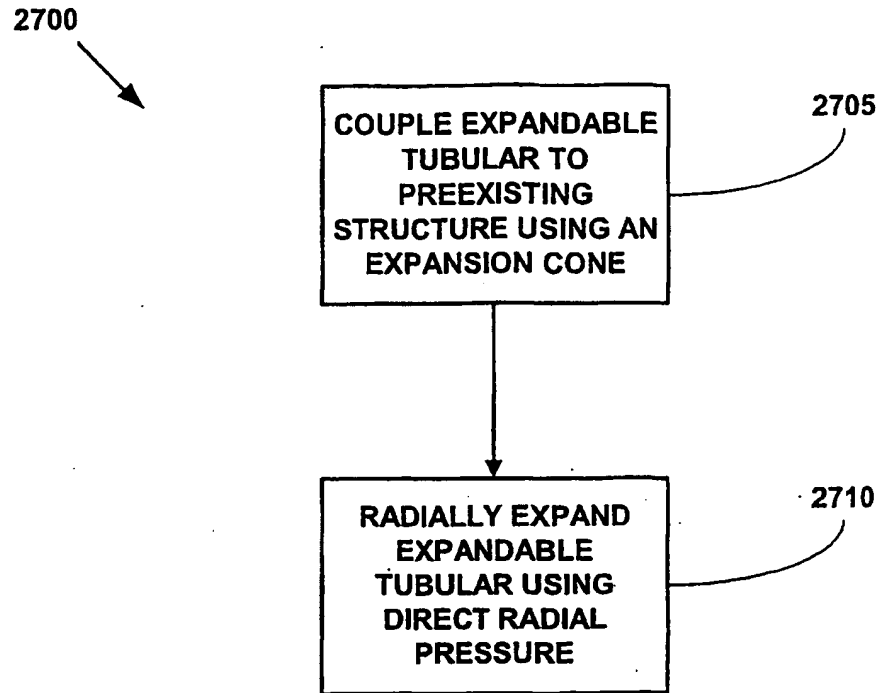 2700
COUPLE EXPANDABLE
TUBULAR TO
PREEXISTING
STRUCTURE USING AN
EXPANSION CONE
2705
RADIALLY EXPAND
EXPANDABLE
TUBULAR USING
DIRECT RADIAL
PRESSURE
2710